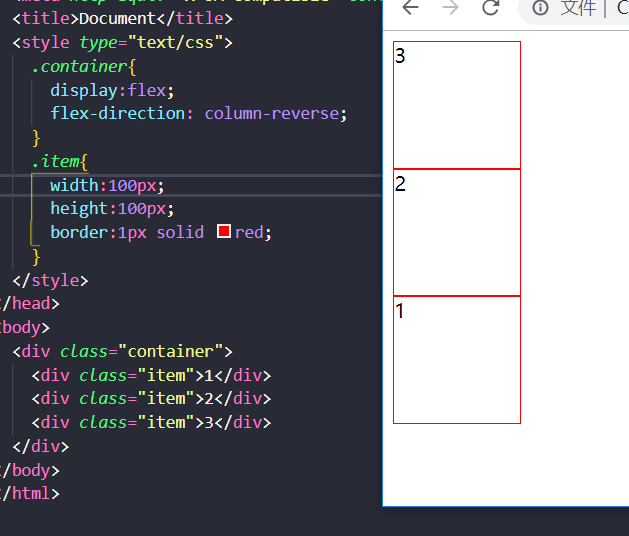 <title>Document</title>
<style type="text/css">
.container{
display:flex;
flex-direction: column-reverse;
}
.item{
width:100px;
height:100px;
border:1px solid red;
}
</style>
</head>
<body>
<div class="container">
<div class="item">1</div>
<div class="item">2</div>
<div class="item">3</div>
</div>
</body>
</html>
文件 | C
3
2
1